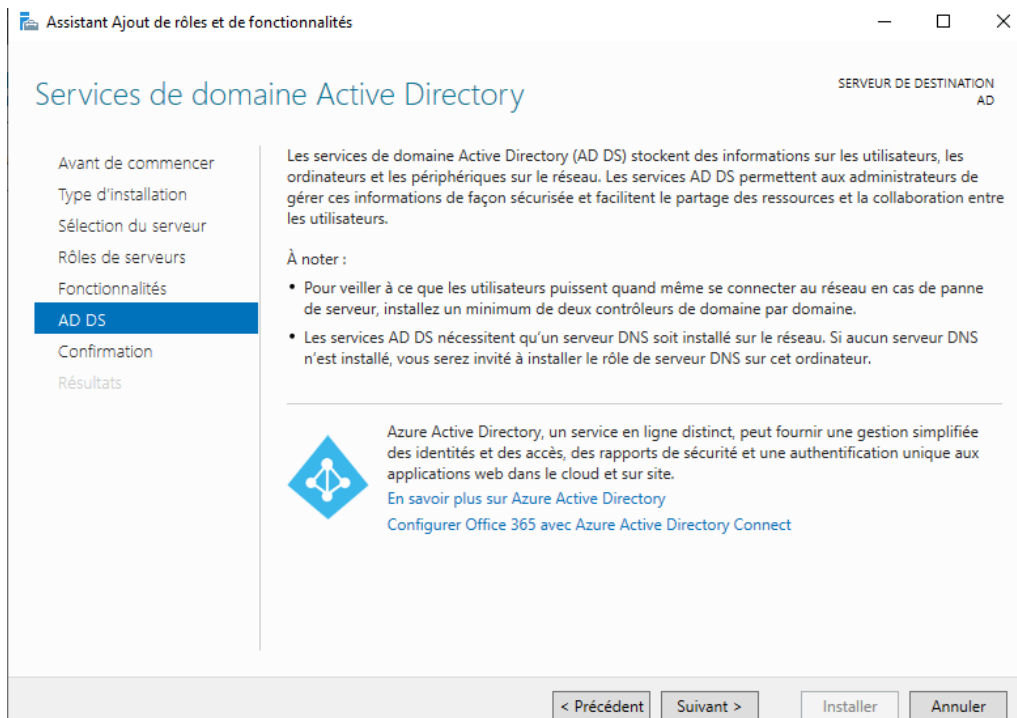 Assistant Ajout de rôles et de fonctionnalités
Services de domaine Active Directory
SERVEUR DE DESTINATION
AD
Avant de commencer
Type d'installation
Sélection du serveur
Rôles de serveurs
Fonctionnalités
AD DS
Confirmation
Résultats
Les services de domaine Active Directory (AD DS) stockent des informations sur les utilisateurs, les
ordinateurs et les périphériques sur le réseau. Les services AD DS permettent aux administrateurs de
gérer ces informations de façon sécurisée et facilitent le partage des ressources et la collaboration entre
les utilisateurs.
À noter :
• Pour veiller à ce que les utilisateurs puissent quand même se connecter au réseau en cas de panne
de serveur, installez un minimum de deux contrôleurs de domaine par domaine.
• Les services AD DS nécessitent qu'un serveur DNS soit installé sur le réseau. Si aucun serveur DNS
n'est installé, vous serez invité à installer le rôle de serveur DNS sur cet ordinateur.
Azure Active Directory, un service en ligne distinct, peut fournir une gestion simplifiée
des identités et des accès, des rapports de sécurité et une authentification unique aux
applications web dans le cloud et sur site.
En savoir plus sur Azure Active Directory
Configurer Office 365 avec Azure Active Directory Connect
< Précédent
Suivant >
Installer
Annuler